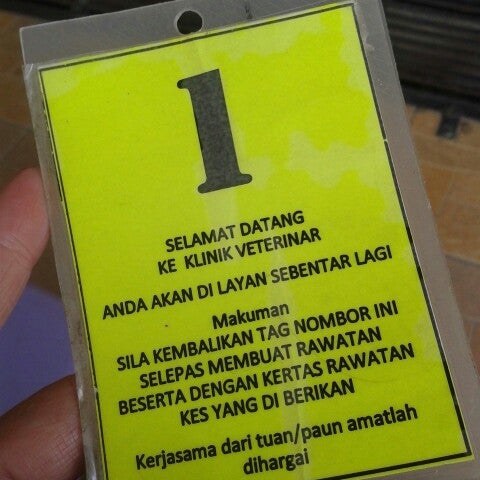 1
SELAMAT DATANG
KE KLINIK VETERINAR
ANDA AKAN DI LAYAN SEBENTAR LAGI
Makuman
SILA KEMBALIKAN TAG NOMBOR INI
SELEPAS MEMBUAT RAWATAN
BESERTA DENGAN KERTAS RAWATAN
KES YANG DI BERIKAN
Kerjasama dari tuan/paun amatlah
dihargai